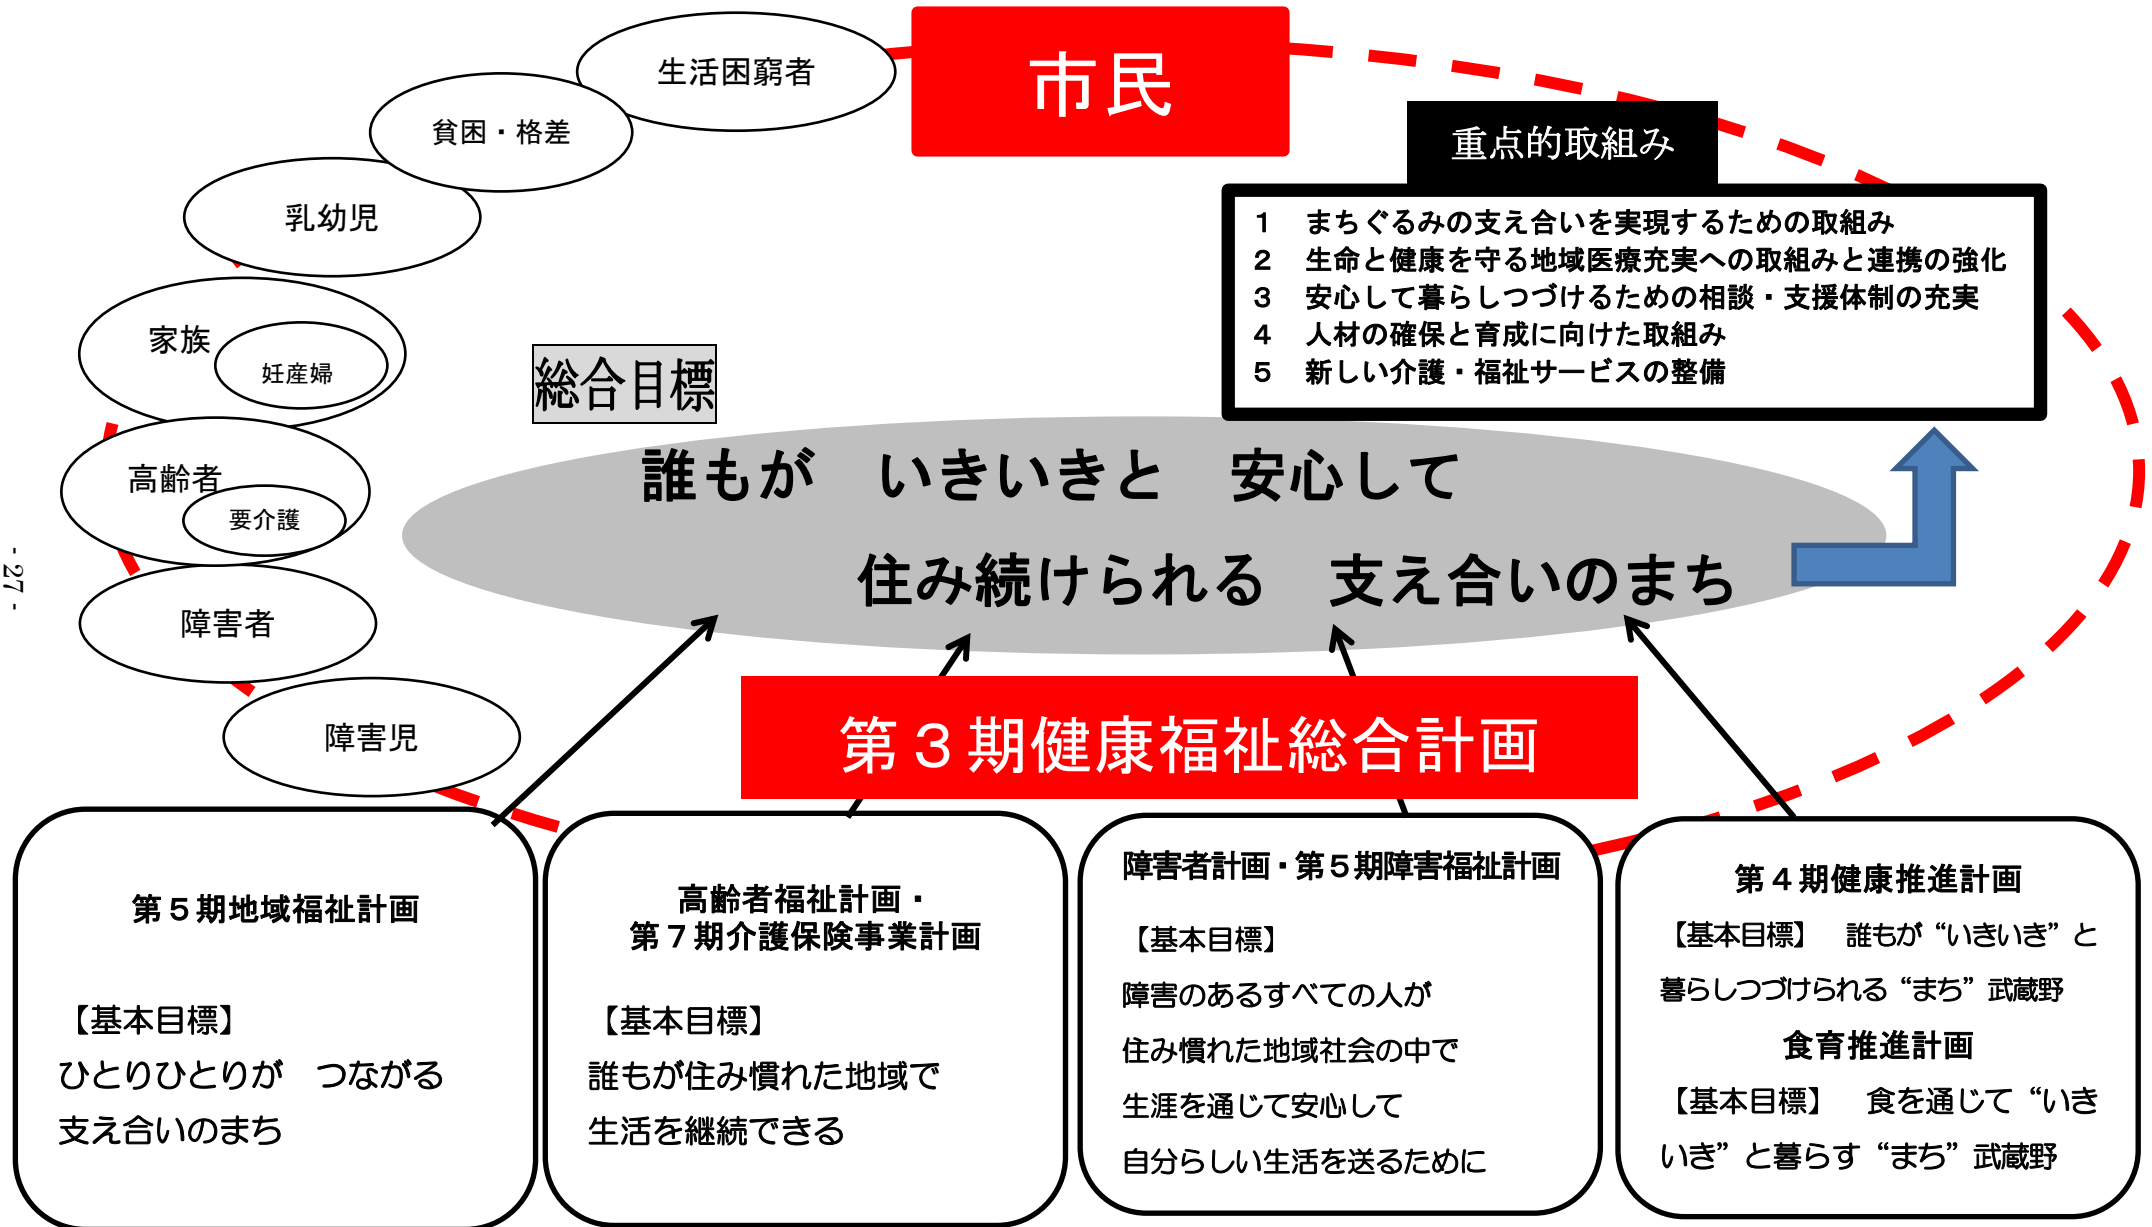 市民
生活困窮者
貧困・格差
乳幼児
家族
妊産婦
高齢者
要介護
障害者
障害児
重点的取組み
1　まちぐるみの支え合いを実現するための取組み
2　生命と健康を守る地域医療充実への取組みと連携の強化
3　安心して暮らしつづけるための相談・支援体制の充実
4　人材の確保と育成に向けた取組み
5　新しい介護・福祉サービスの整備
総合目標
誰もが　いきいきと　安心して
住み続けられる　支え合いのまち
第３期健康福祉総合計画
第５期地域福祉計画
【基本目標】
ひとりひとりが　つながる
支え合いのまち
高齢者福祉計画・
第７期介護保険事業計画
【基本目標】
誰もが住み慣れた地域で
生活を継続できる
障害者計画・第５期障害福祉計画
【基本目標】
障害のあるすべての人が
住み慣れた地域社会の中で
生涯を通じて安心して
自分らしい生活を送るために
第４期健康推進計画
【基本目標】　誰もが“いきいき”と
暮らしつづけられる“まち”武蔵野
食育推進計画
【基本目標】　食を通じて“いき
いき”と暮らす“まち”武蔵野
- 27 -